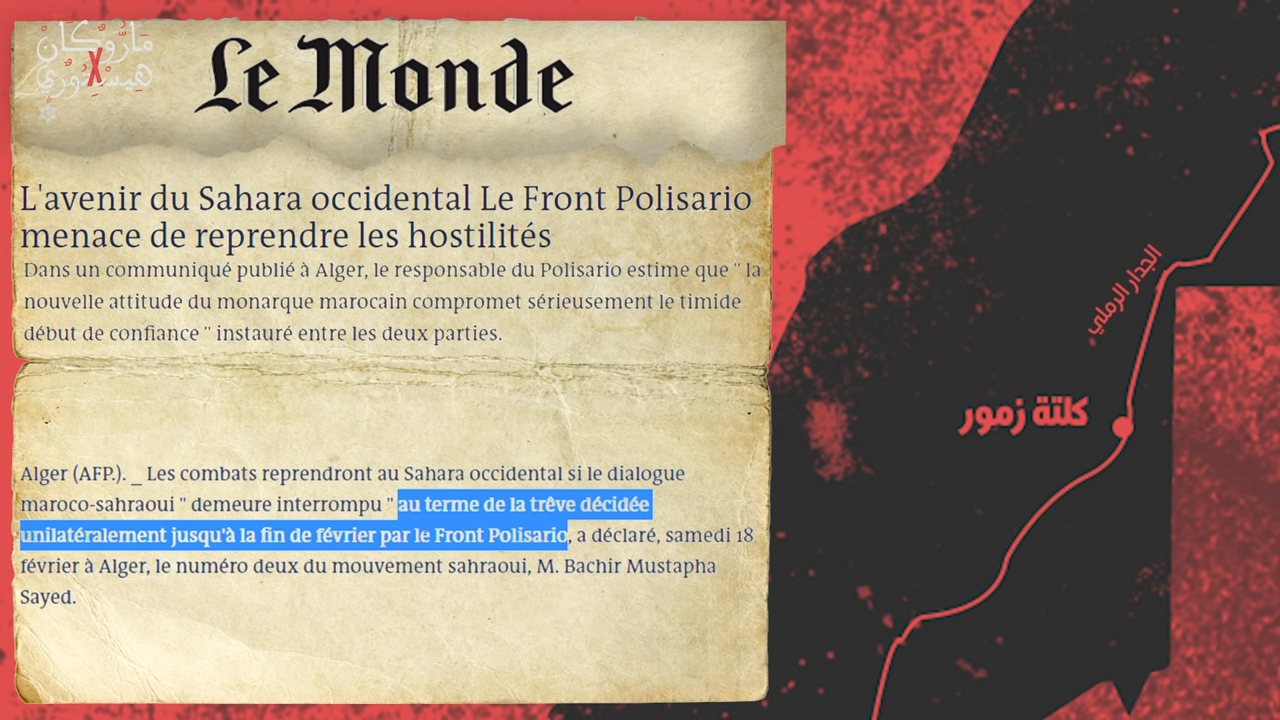 ماروكان
هيستوري
X
Le Monde
L'avenir du Sahara occidental Le Front Polisario
menace de reprendre les hostilités
Dans un communiqué publié à Alger, le responsable du Polisario estime que " la
nouvelle attitude du monarque marocain compromet sérieusement le timide
début de confiance " instauré entre les deux parties.
Alger (AFP.). _ Les combats reprendront au Sahara occidental si le dialogue
maroco-sahraoui " demeure interrompu " au terme de la trêve décidée
unilatéralement jusqu'à la fin de février par le Front Polisario, a déclaré, samedi 18
février à Alger, le numéro deux du mouvement sahraoui, M. Bachir Mustapha
Sayed.
الجدار الرملي
كلتة زمور